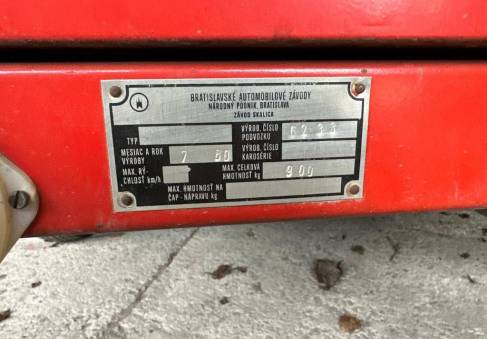 BRATISLAVSKÉ AUTOMOBILOVÉ ZÁVODY
NÁRODNÝ PODNIK, BRATISLAVA
ZÁVOD SKALICA
TYP
VÝROB. ČÍSLO
PODVOZKU
MESIAC A ROK
VÝROBY 7 80
VÝROB. ČÍSLO
KAROSÉRIE
MAX. RÝ-
CHLOSŤ km/h
MAX. CELKOVÁ
HMOTNOSŤ kg 900
MAX. HMOTNOSŤ NA
ČAP - NÁPRAVU kg